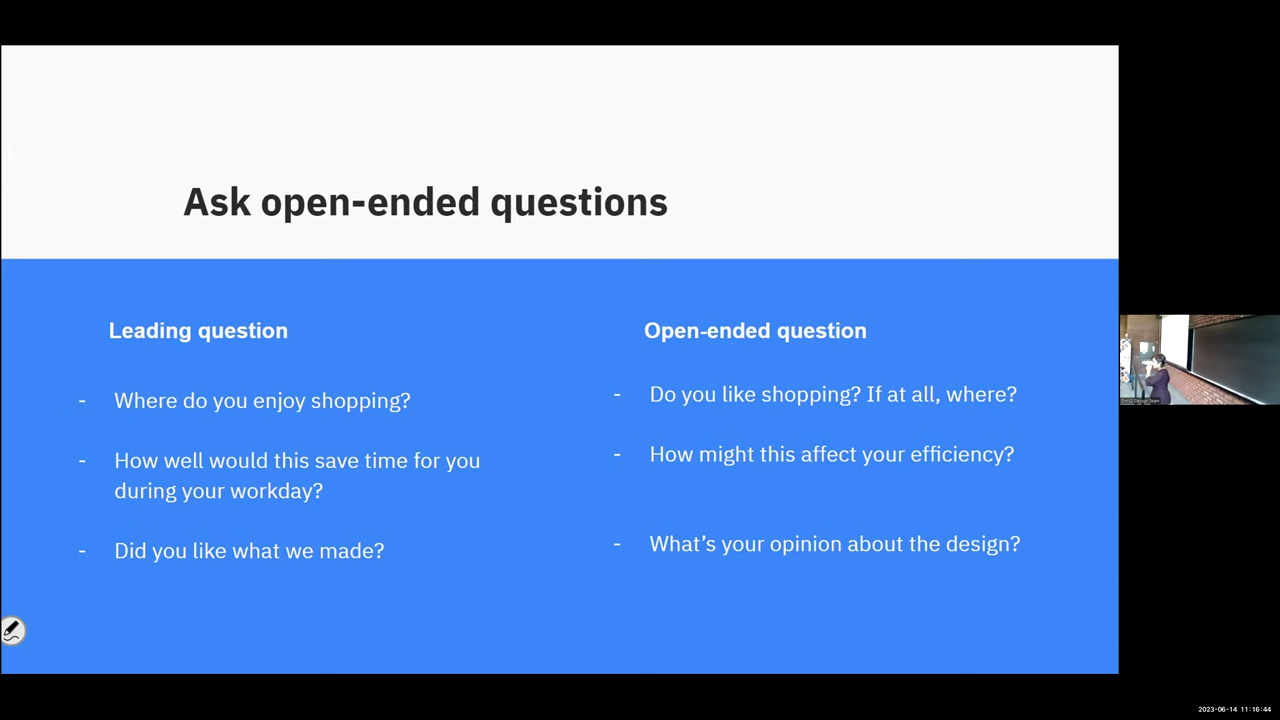 Ask open-ended questions
Leading question
- Where do you enjoy shopping?
- How well would this save time for you
during your workday?
- Did you like what we made?
Open-ended question
- Do you like shopping? If at all, where?
- How might this affect your efficiency?
- What's your opinion about the design?
2023-06-14 11:16:44